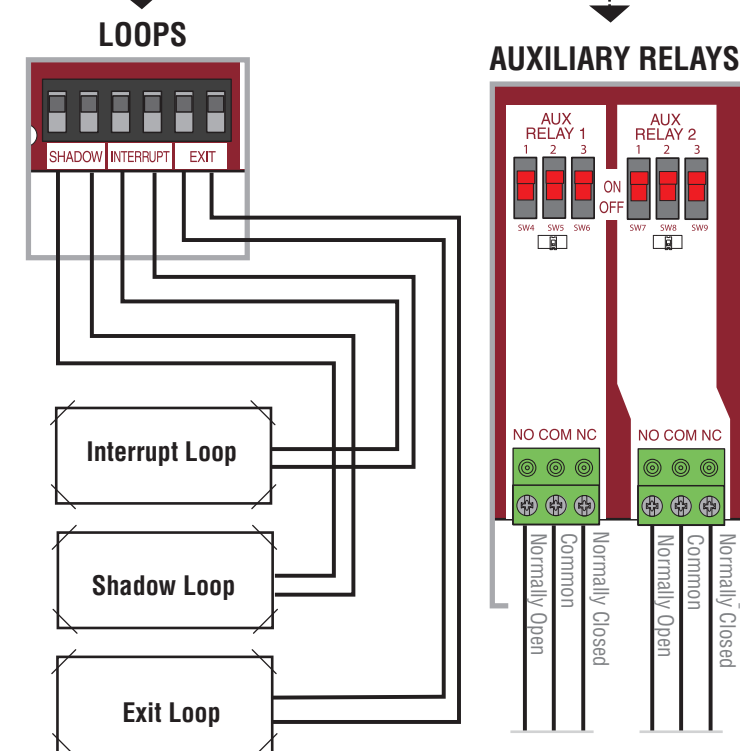 LOOPS
SHADOW INTERRUPT EXIT
Interrupt Loop
Shadow Loop
Exit Loop
AUXILIARY RELAYS
AUX
RELAY 1
1 2 3
AUX
RELAY 2
1 2 3
ON
OFF
SW4 SW5 SW6
SW7 SW8 SW9
NO COM NC
NO COM NC
Normally Open
Common
Normally Closed
Normally Open
Common
Normally Closed